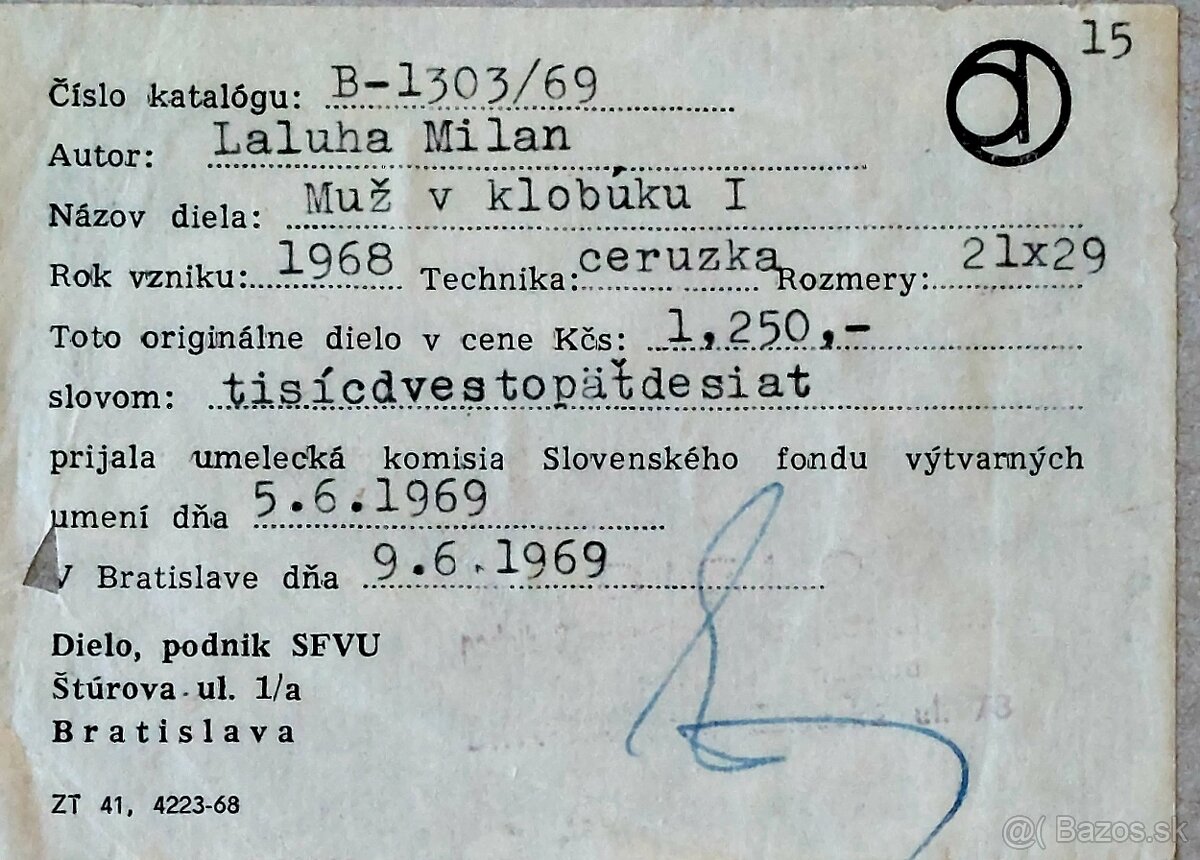 15
Číslo katalógu: B-1303/69
Autor: Laluha Milan
Názov diela: Muž v klobúku I
Rok vzniku: 1968 Technika: ceruzka Rozmery: 21x29
Toto originálne dielo v cene Kčs: 1,250,-
slovom: tisícdvestopäťdesiat
prijala umelecká komisia Slovenského fondu výtvarných
umení dňa 5.6.1969
V Bratislave dňa 9.6.1969
Dielo, podnik SFVU
Štúrova ul. 1/a
Bratislava
ul. 78
ZT 41, 4223-68
@( Bazos.sk